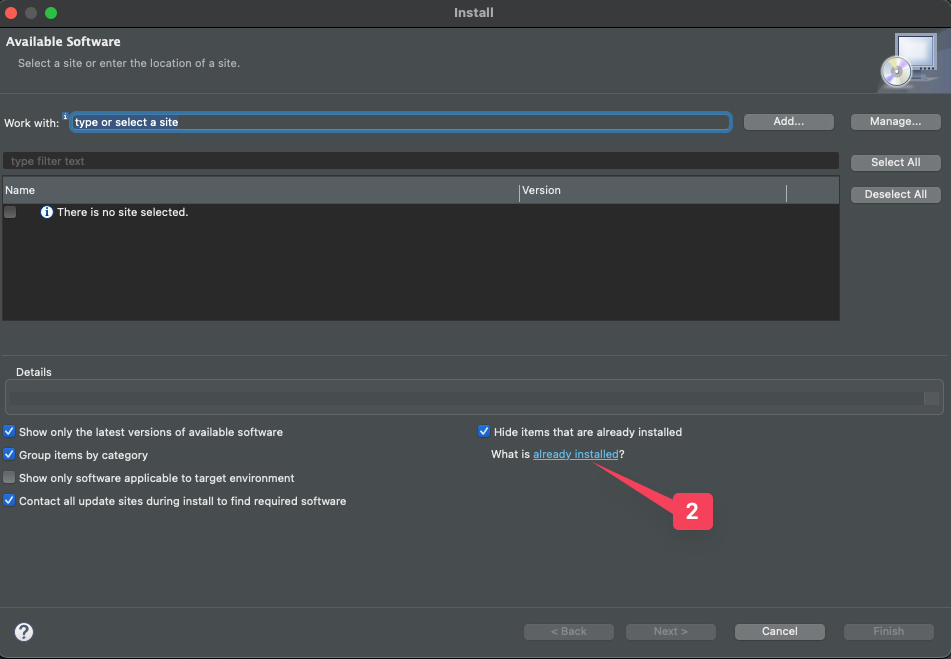 Install
Available Software
Select a site or enter the location of a site.
Work with: type or select a site Add... Manage...
type filter text Select All
Name Version Deselect All
There is no site selected.
Details
Show only the latest versions of available software Hide items that are already installed
Group items by category What is already installed?
Show only software applicable to target environment
Contact all update sites during install to find required software
2
? < Back Next > Cancel Finish